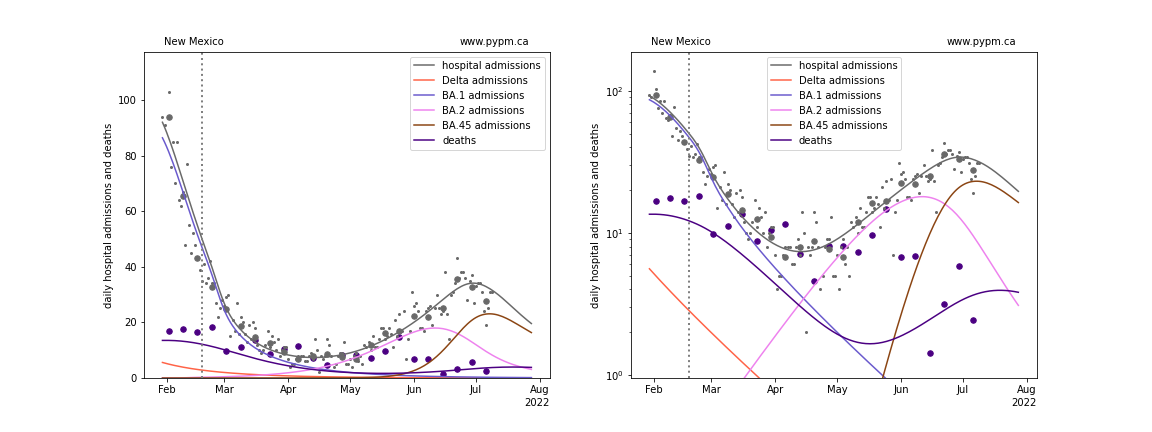 New Mexico
www.pypm.ca
daily hospital admissions and deaths
100
80
60
40
20
0
hospital admissions
Delta admissions
BA.1 admissions
BA.2 admissions
BA.45 admissions
deaths
Feb
Mar
Apr
May
Jun
Jul
Aug
2022
New Mexico
www.pypm.ca
daily hospital admissions and deaths
10²
10¹
10⁰
hospital admissions
Delta admissions
BA.1 admissions
BA.2 admissions
BA.45 admissions
deaths
Feb
Mar
Apr
May
Jun
Jul
Aug
2022